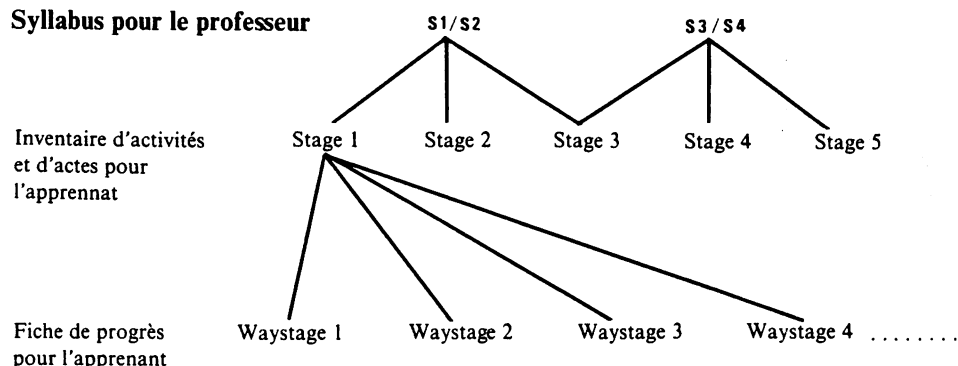 Syllabus pour le professeur
S1/S2
S3/S4
Inventaire d'activités
et d'actes pour
l'apprennat
Stage 1
Stage 2
Stage 3
Stage 4
Stage 5
Fiche de progrès
pour l'apprenant
Waystage 1
Waystage 2
Waystage 3
Waystage 4 ........